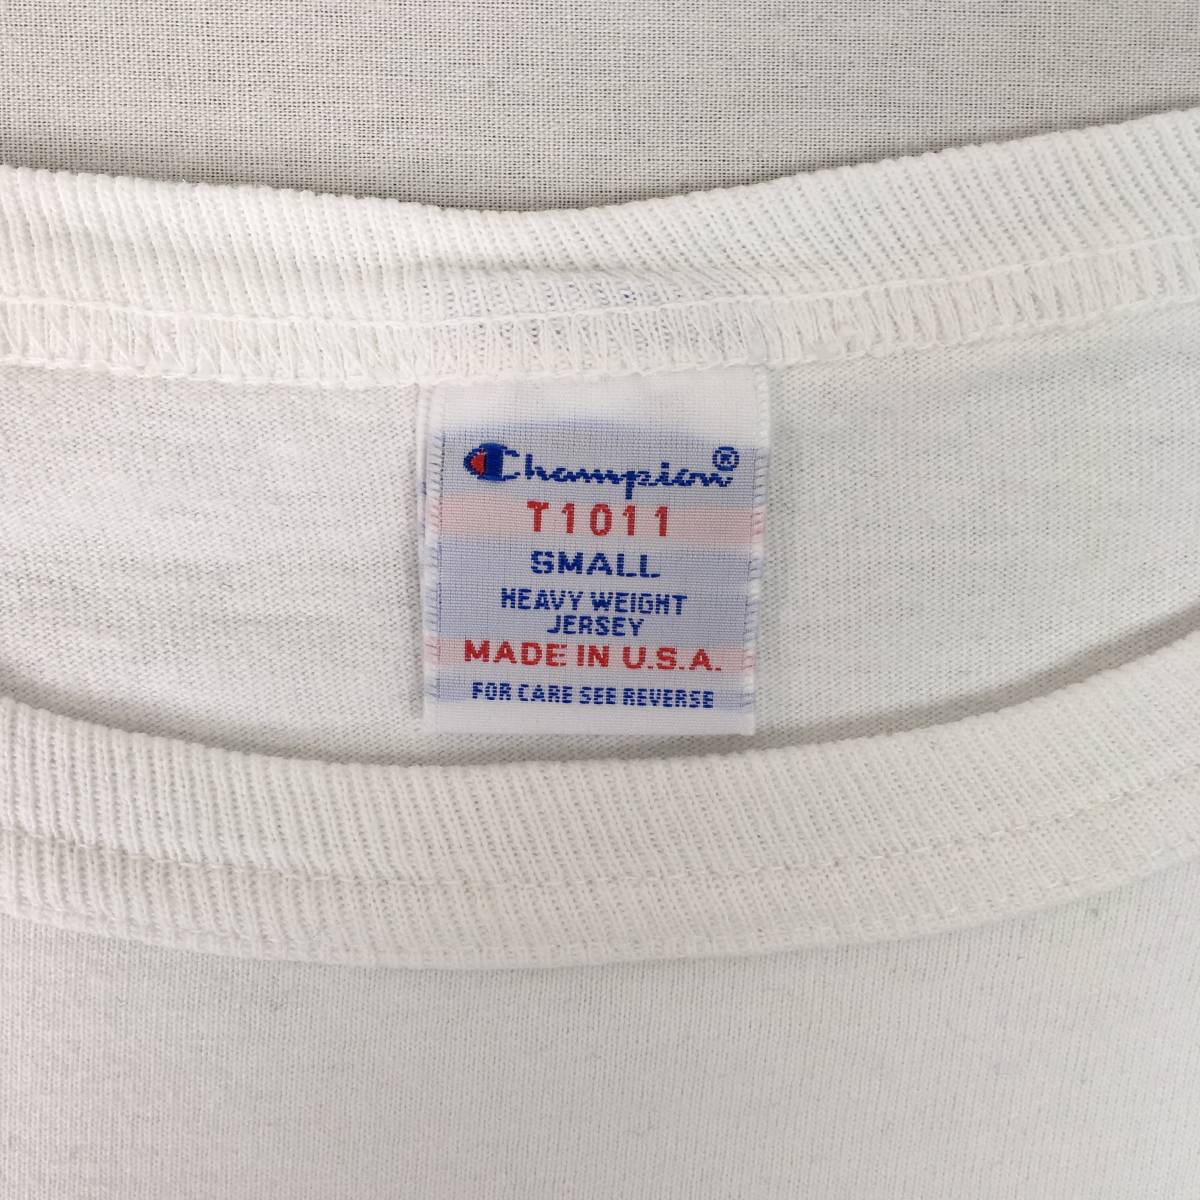 Champion®
T1011
SMALL
HEAVY WEIGHT
JERSEY
MADE IN U.S.A.
FOR CARE SEE REVERSE